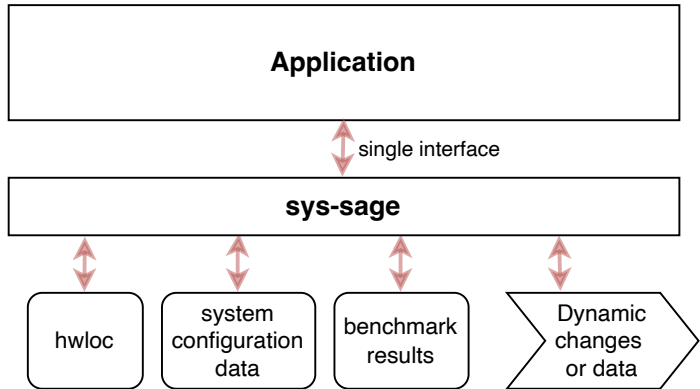 Application
single interface
sys-sage
hwloc
system
configuration
data
benchmark
results
Dynamic
changes
or data